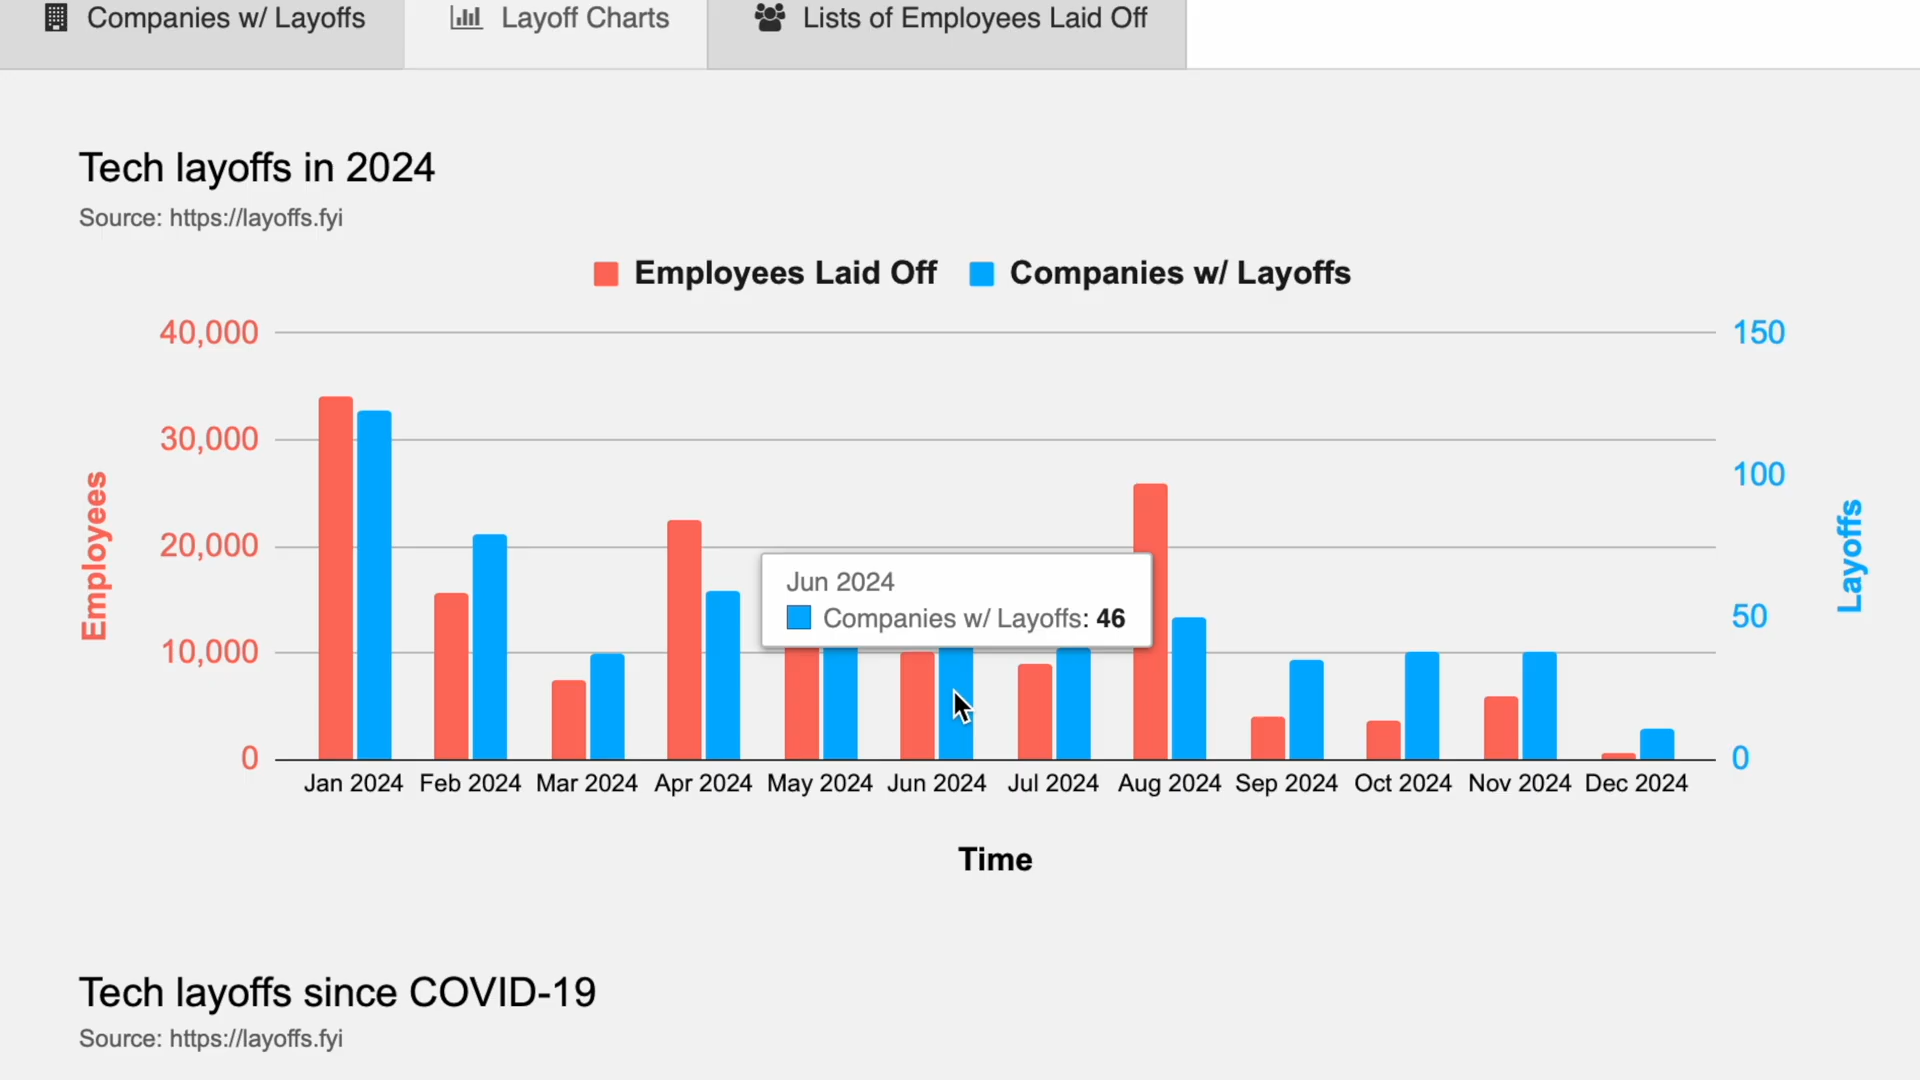 Companies w/ Layoffs
Layoff Charts
Lists of Employees Laid Off
Tech layoffs in 2024
Source: https://layoffs.fyi
Employees Laid Off
Companies w/ Layoffs
40,000
30,000
20,000
10,000
0
Employees
150
100
50
0
Layoffs
Jun 2024
Companies w/ Layoffs: 46
Jan 2024
Feb 2024
Mar 2024
Apr 2024
May 2024
Jun 2024
Jul 2024
Aug 2024
Sep 2024
Oct 2024
Nov 2024
Dec 2024
Time
Tech layoffs since COVID-19
Source: https://layoffs.fyi